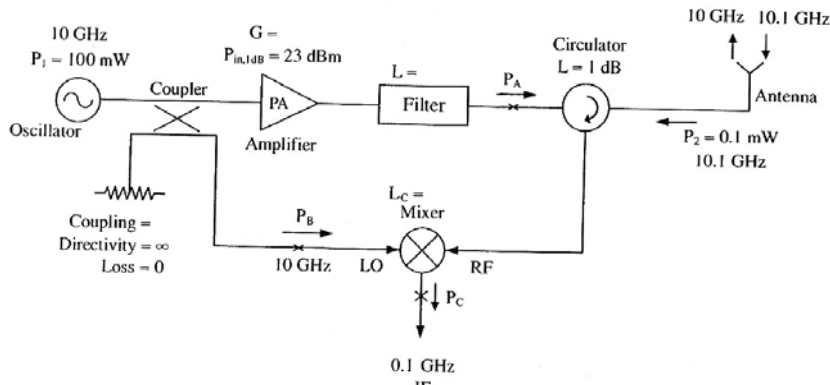 10 GHz
P₁ = 100 mW
Oscillator
Coupler
G =
P_in,1dB = 23 dBm
PA
Amplifier
L =
Filter
P_A
Circulator
L = 1 dB
10 GHz
10.1 GHz
Antenna
P₂ = 0.1 mW
10.1 GHz
Coupling =
Directivity = ∞
Loss = 0
P_B
10 GHz
LO
L_C =
Mixer
RF
P_C
0.1 GHz
IF